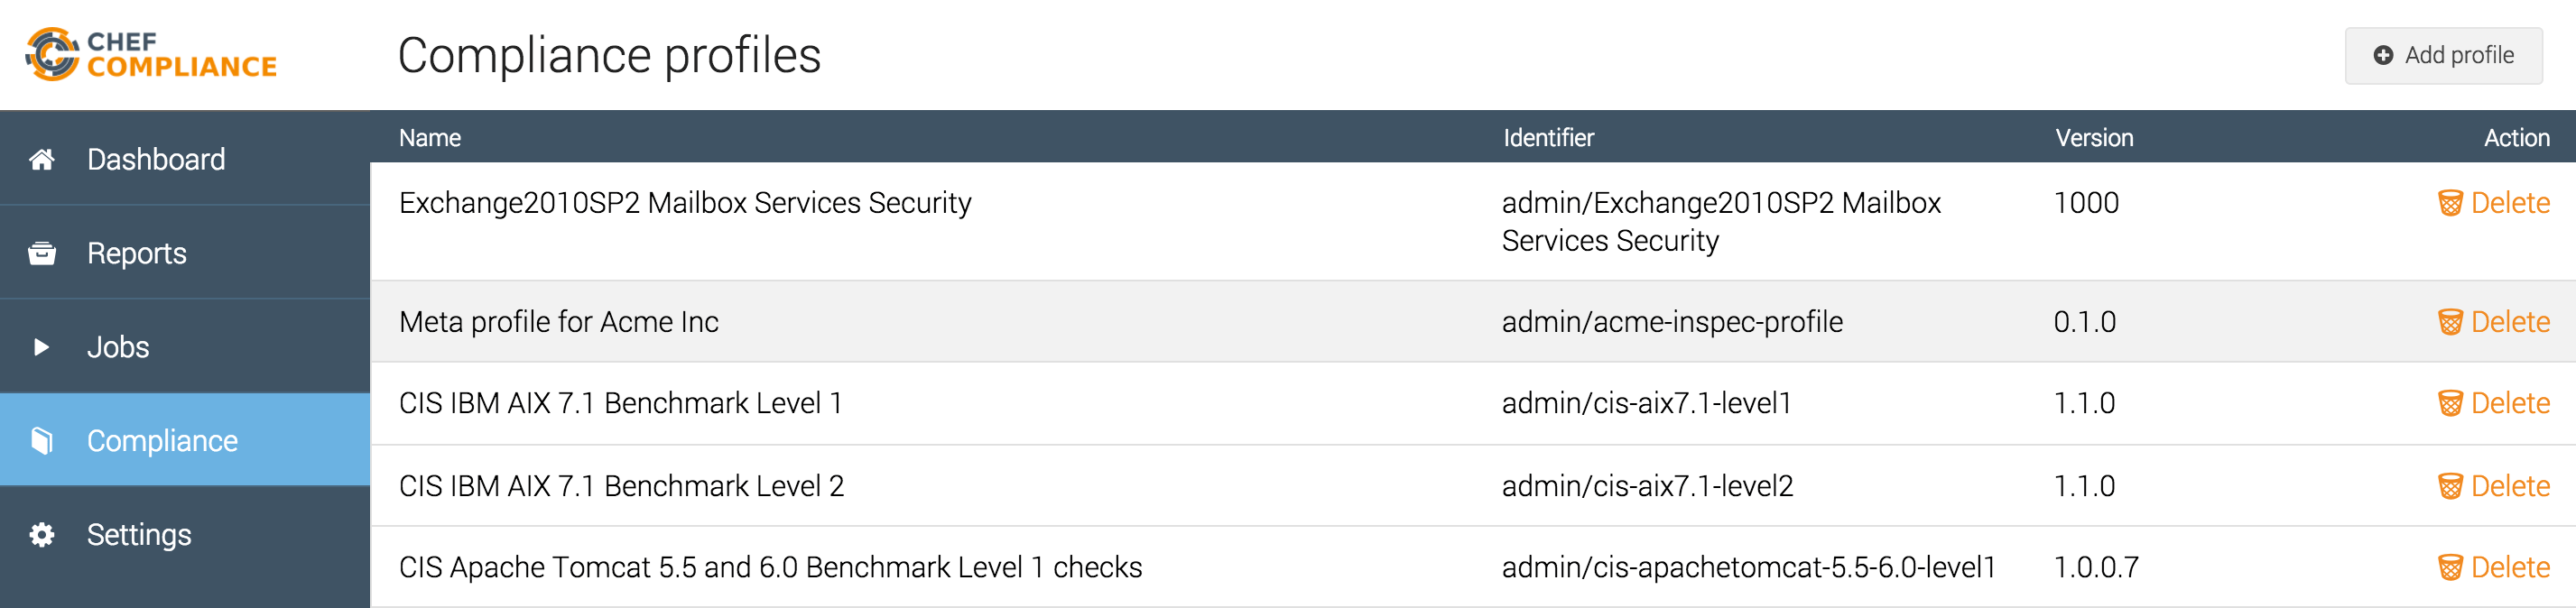 CHEF
COMPLIANCE
Compliance profiles
Add profile
Dashboard
Reports
Jobs
Compliance
Settings
Name Identifier Version Action
Exchange2010SP2 Mailbox Services Security admin/Exchange2010SP2 Mailbox 1000 Delete
Services Security
Meta profile for Acme Inc admin/acme-inspec-profile 0.1.0 Delete
CIS IBM AIX 7.1 Benchmark Level 1 admin/cis-aix7.1-level1 1.1.0 Delete
CIS IBM AIX 7.1 Benchmark Level 2 admin/cis-aix7.1-level2 1.1.0 Delete
CIS Apache Tomcat 5.5 and 6.0 Benchmark Level 1 checks admin/cis-apachetomcat-5.5-6.0-level1 1.0.0.7 Delete